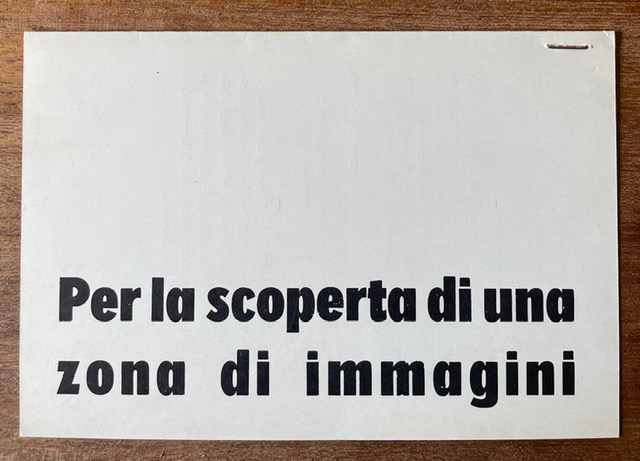 Per la scoperta di una
zona di immagini